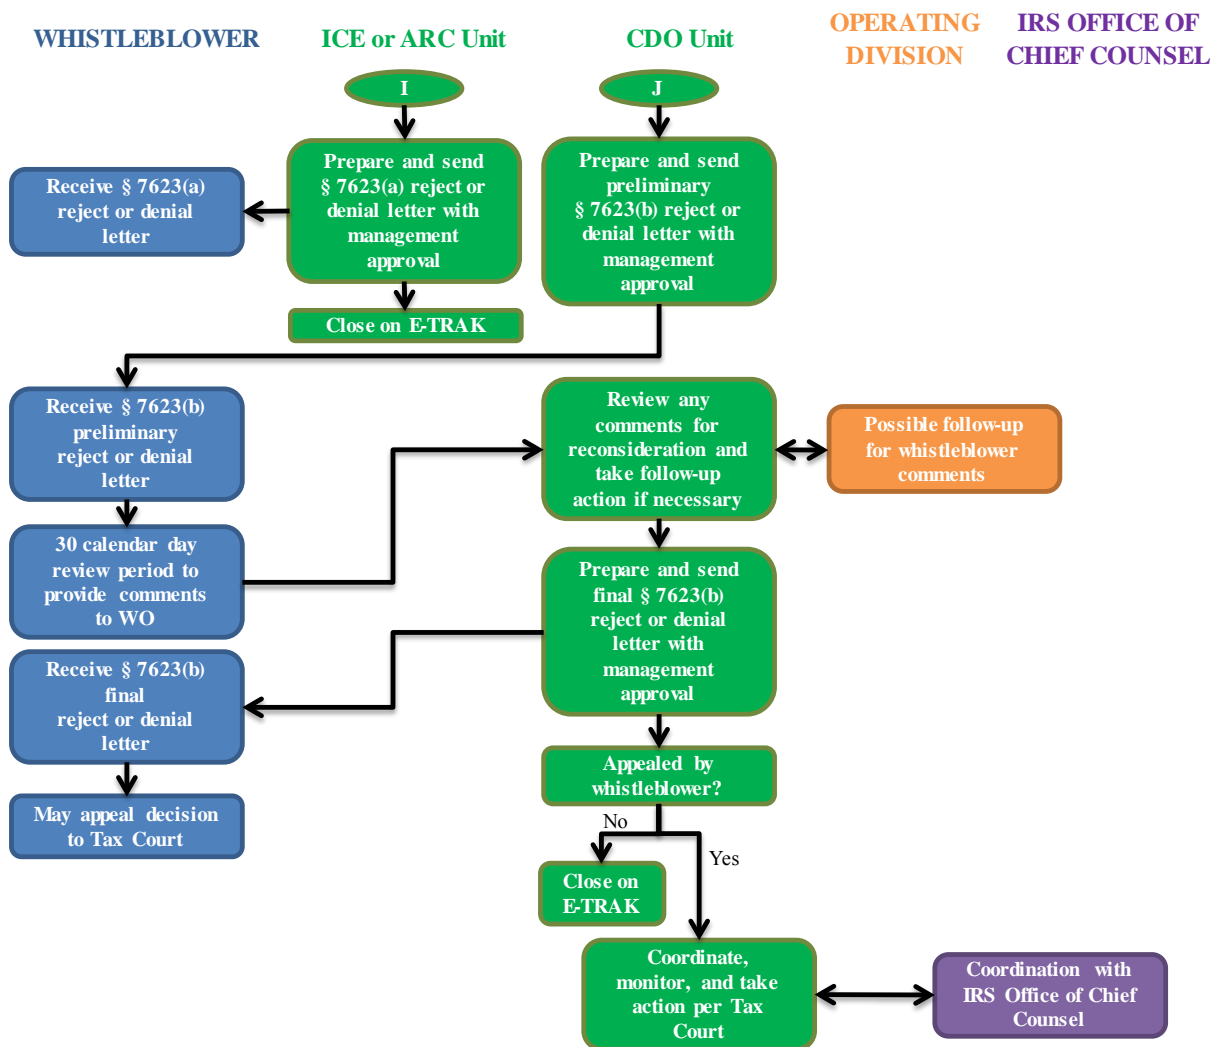 WHISTLEBLOWER
ICE or ARC Unit
CDO Unit
OPERATING
DIVISION
IRS OFFICE OF
CHIEF COUNSEL
I
J
Prepare and send
§ 7623(a) reject or
denial letter with
management
approval
Prepare and send
preliminary
§ 7623(b) reject or
denial letter with
management
approval
Receive § 7623(a)
reject or denial
letter
Close on E-TRAK
Receive § 7623(b)
preliminary
reject or denial
letter
Review any
comments for
reconsideration and
take follow-up
action if necessary
Possible follow-up
for whistleblower
comments
30 calendar day
review period to
provide comments
to WO
Prepare and send
final § 7623(b)
reject or denial
letter with
management
approval
Receive § 7623(b)
final
reject or denial
letter
Appealed by
whistleblower?
May appeal decision
to Tax Court
No
Yes
Close on
E-TRAK
Coordinate,
monitor, and take
action per Tax
Court
Coordination with
IRS Office of Chief
Counsel